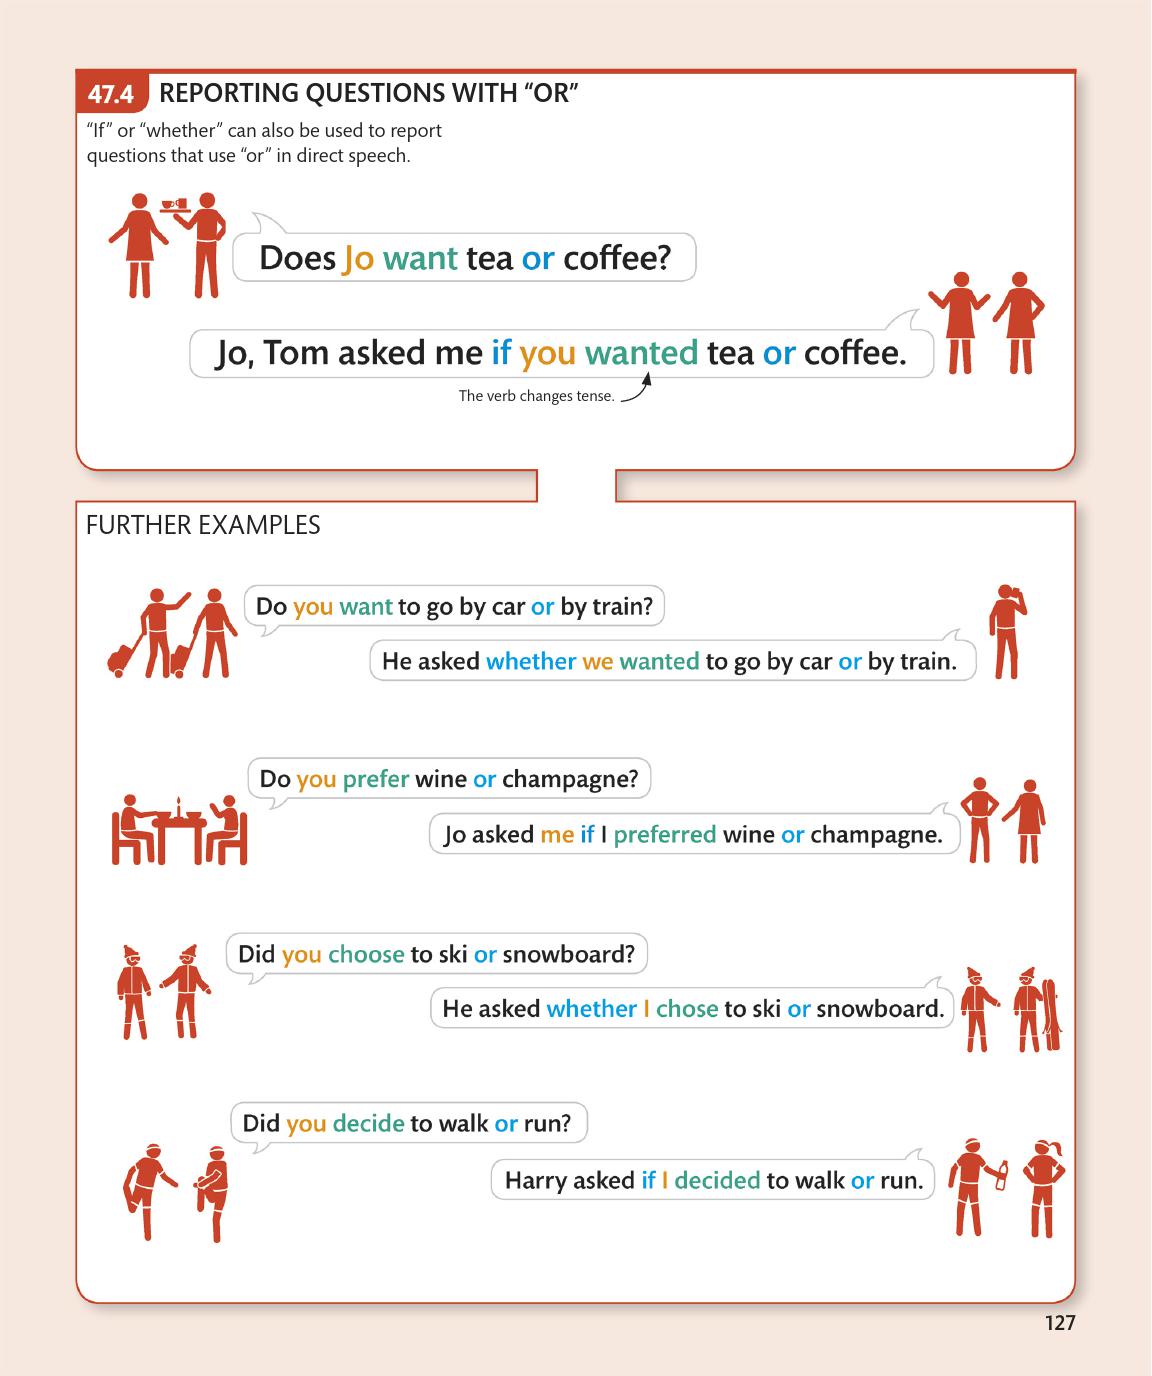 47.4 REPORTING QUESTIONS WITH “OR”
“If” or “whether” can also be used to report
questions that use “or” in direct speech.
Does Jo want tea or coffee?
Jo, Tom asked me if you wanted tea or coffee.
The verb changes tense.
FURTHER EXAMPLES
Do you want to go by car or by train?
He asked whether we wanted to go by car or by train.
Do you prefer wine or champagne?
Jo asked me if I preferred wine or champagne.
Did you choose to ski or snowboard?
He asked whether I chose to ski or snowboard.
Did you decide to walk or run?
Harry asked if I decided to walk or run.
127